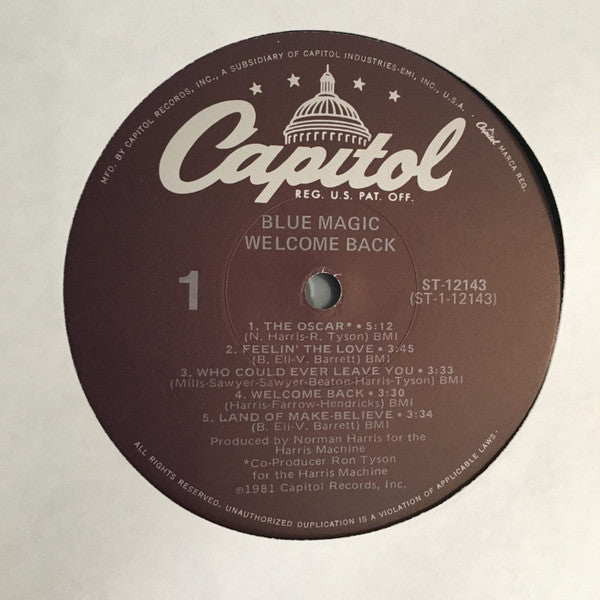 MFD. BY CAPITOL RECORDS, INC., A SUBSIDIARY OF CAPITOL INDUSTRIES-EMI, INC., U.S.A. . Capitol MARCA REG.
Capitol
REG. U.S. PAT. OFF.
BLUE MAGIC
WELCOME BACK
1
ST-12143
(ST-1-12143)
1. THE OSCAR* • 5:12
(N. Harris-R. Tyson) BMI
2. FEELIN' THE LOVE • 3:45
(B. Eli-V. Barrett) BMI
3. WHO COULD EVER LEAVE YOU • 3:33
(Mills-Sawyer-Sawyer-Beaton-Harris-Tyson) BMI
4. WELCOME BACK • 3:30
(Harris-Farrow-Hendricks) BMI
5. LAND OF MAKE-BELIEVE • 3:34
(B. Eli-V. Barrett) BMI
Produced by Norman Harris for the
Harris Machine
*Co-Producer Ron Tyson
for the Harris Machine
℗1981 Capitol Records, Inc.
ALL RIGHTS RESERVED. UNAUTHORIZED DUPLICATION IS A VIOLATION OF APPLICABLE LAWS.